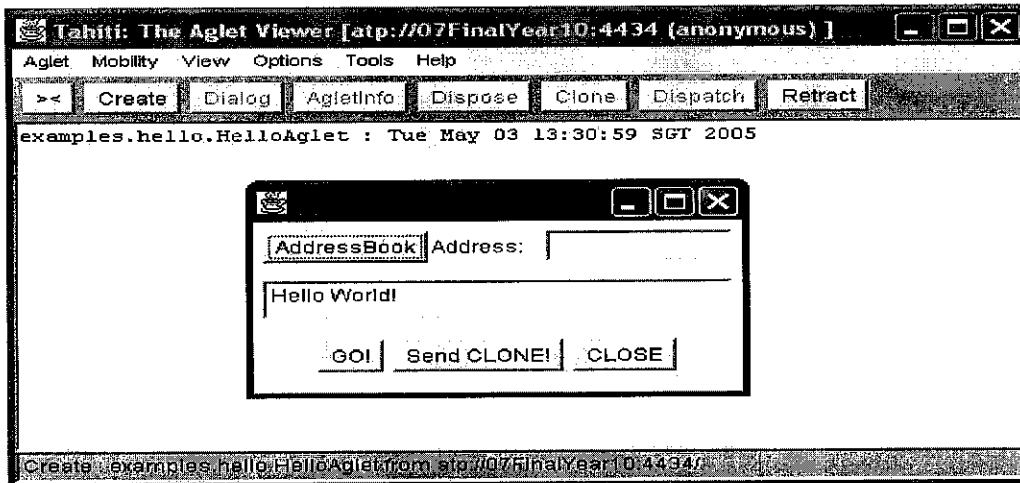 Tahiti: The Aglet Viewer [atp://07FinalYear10:4434 (anonymous) ]
Aglet Mobility View Options Tools Help
>< Create Dialog AgletInfo Dispose Clone Dispatch Retract
examples.hello.HelloAglet : Tue May 03 13:30:59 SGT 2005
AddressBook Address:
Hello World!
GO! Send CLONE! CLOSE
Create : examples.hello.HelloAglet from atp://07FinalYear10:4434/